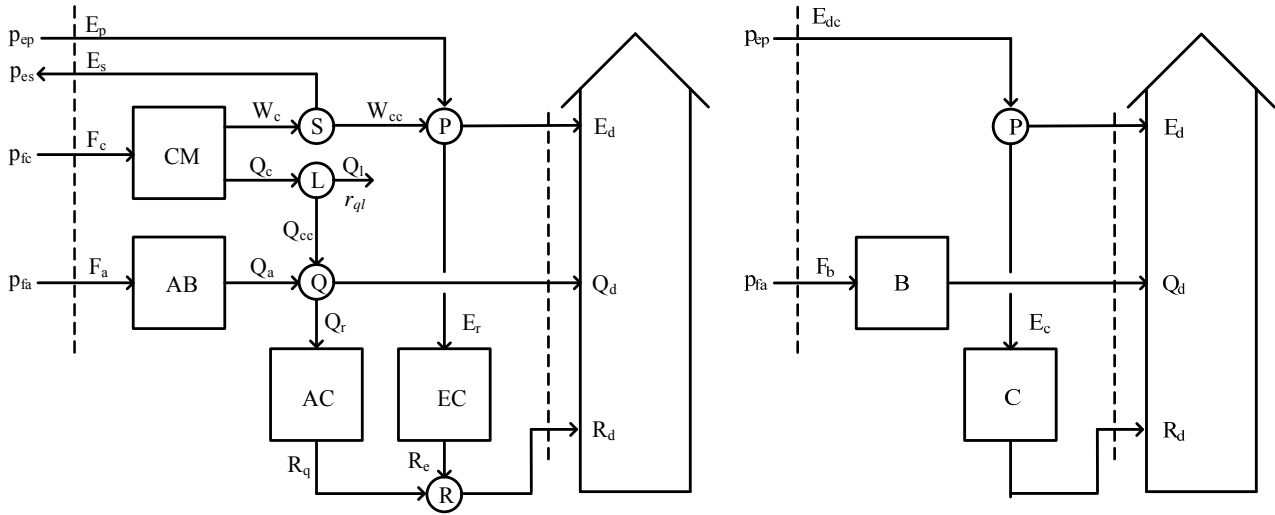 p_ep E_p
p_es E_s
p_fc F_c CM W_c S W_cc P E_d
Q_c L Q_l
r_ql
Q_cc
p_fa F_a AB Q_a Q Q_d
Q_r E_r
AC EC R_d
R_q R_e R
p_ep E_dc
P E_d
p_fa F_b B Q_d
E_c
C R_d